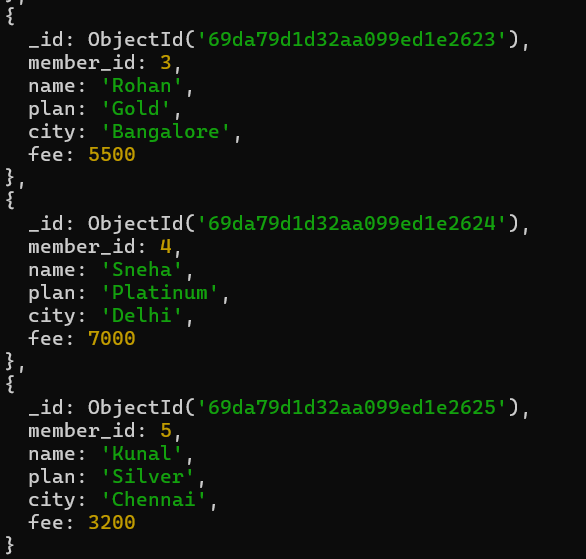 },
{
_id: ObjectId('69da79d1d32aa099ed1e2623'),
member_id: 3,
name: 'Rohan',
plan: 'Gold',
city: 'Bangalore',
fee: 5500
},
{
_id: ObjectId('69da79d1d32aa099ed1e2624'),
member_id: 4,
name: 'Sneha',
plan: 'Platinum',
city: 'Delhi',
fee: 7000
},
{
_id: ObjectId('69da79d1d32aa099ed1e2625'),
member_id: 5,
name: 'Kunal',
plan: 'Silver',
city: 'Chennai',
fee: 3200
}